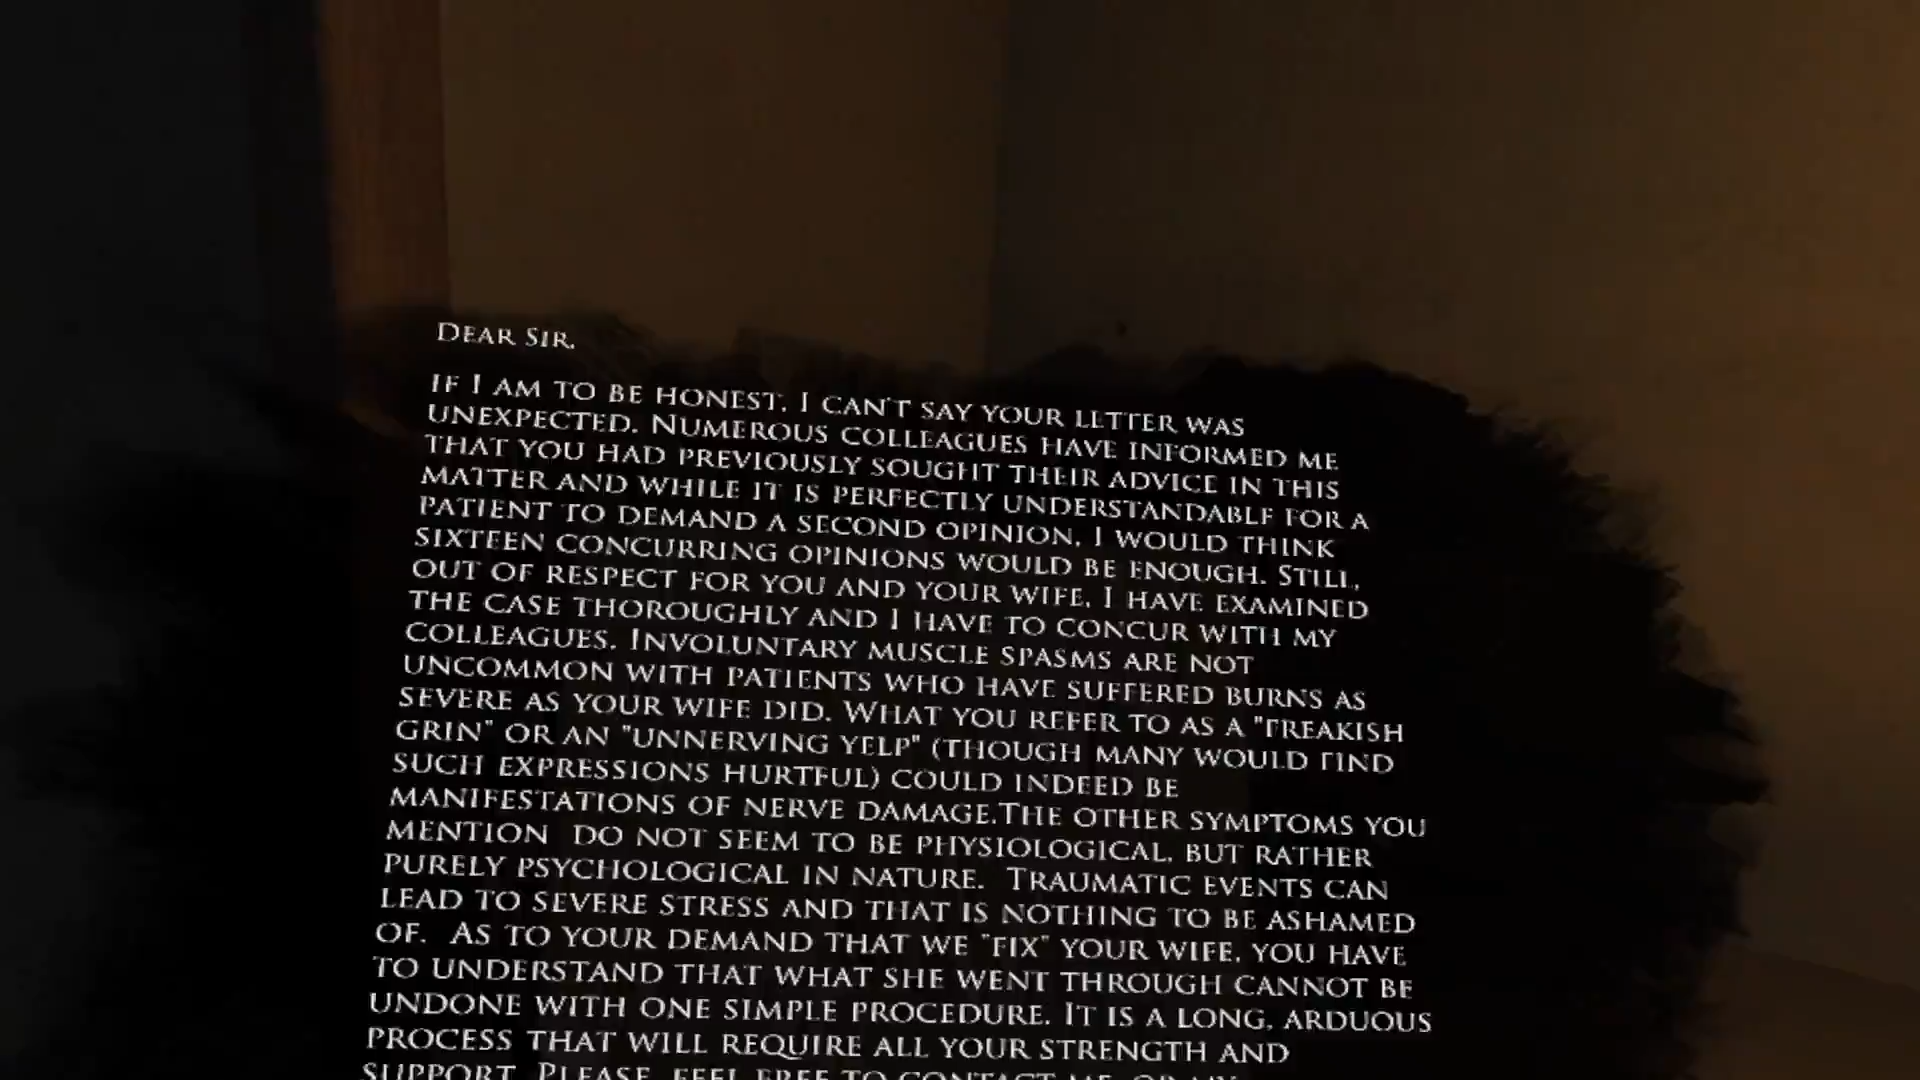 Dear Sir,
If I am to be honest, I can't say your letter was
unexpected. Numerous colleagues have informed me
that you had previously sought their advice in this
matter and while it is perfectly understandable for a
patient to demand a second opinion, I would think
sixteen concurring opinions would be enough. Still,
out of respect for you and your wife, I have examined
the case thoroughly and I have to concur with my
colleagues. Involuntary muscle spasms are not
uncommon with patients who have suffered burns as
severe as your wife did. What you refer to as a "freakish
grin" or an "unnerving yelp" (though many would find
such expressions hurtful) could indeed be
manifestations of nerve damage.The other symptoms you
mention do not seem to be physiological, but rather
purely psychological in nature. Traumatic events can
lead to severe stress and that is nothing to be ashamed
of. As to your demand that we "fix" your wife, you have
to understand that what she went through cannot be
undone with one simple procedure. It is a long, arduous
process that will require all your strength and
support. Please, feel free to contact me, or my